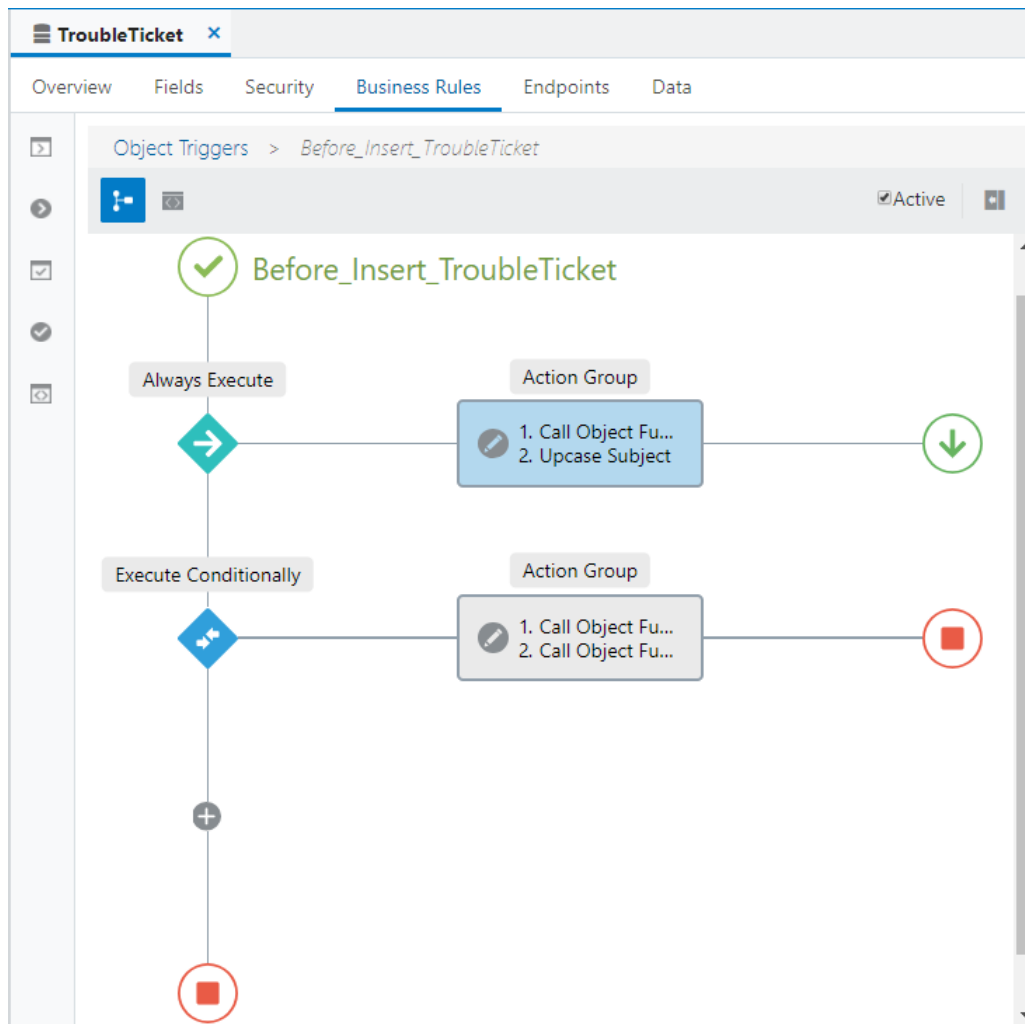 TroubleTicket ×
Overview Fields Security Business Rules Endpoints Data
Object Triggers > Before_Insert_TroubleTicket
Active
Before_Insert_TroubleTicket
Always Execute
Action Group
1. Call Object Fu...
2. Upcase Subject
Execute Conditionally
Action Group
1. Call Object Fu...
2. Call Object Fu...